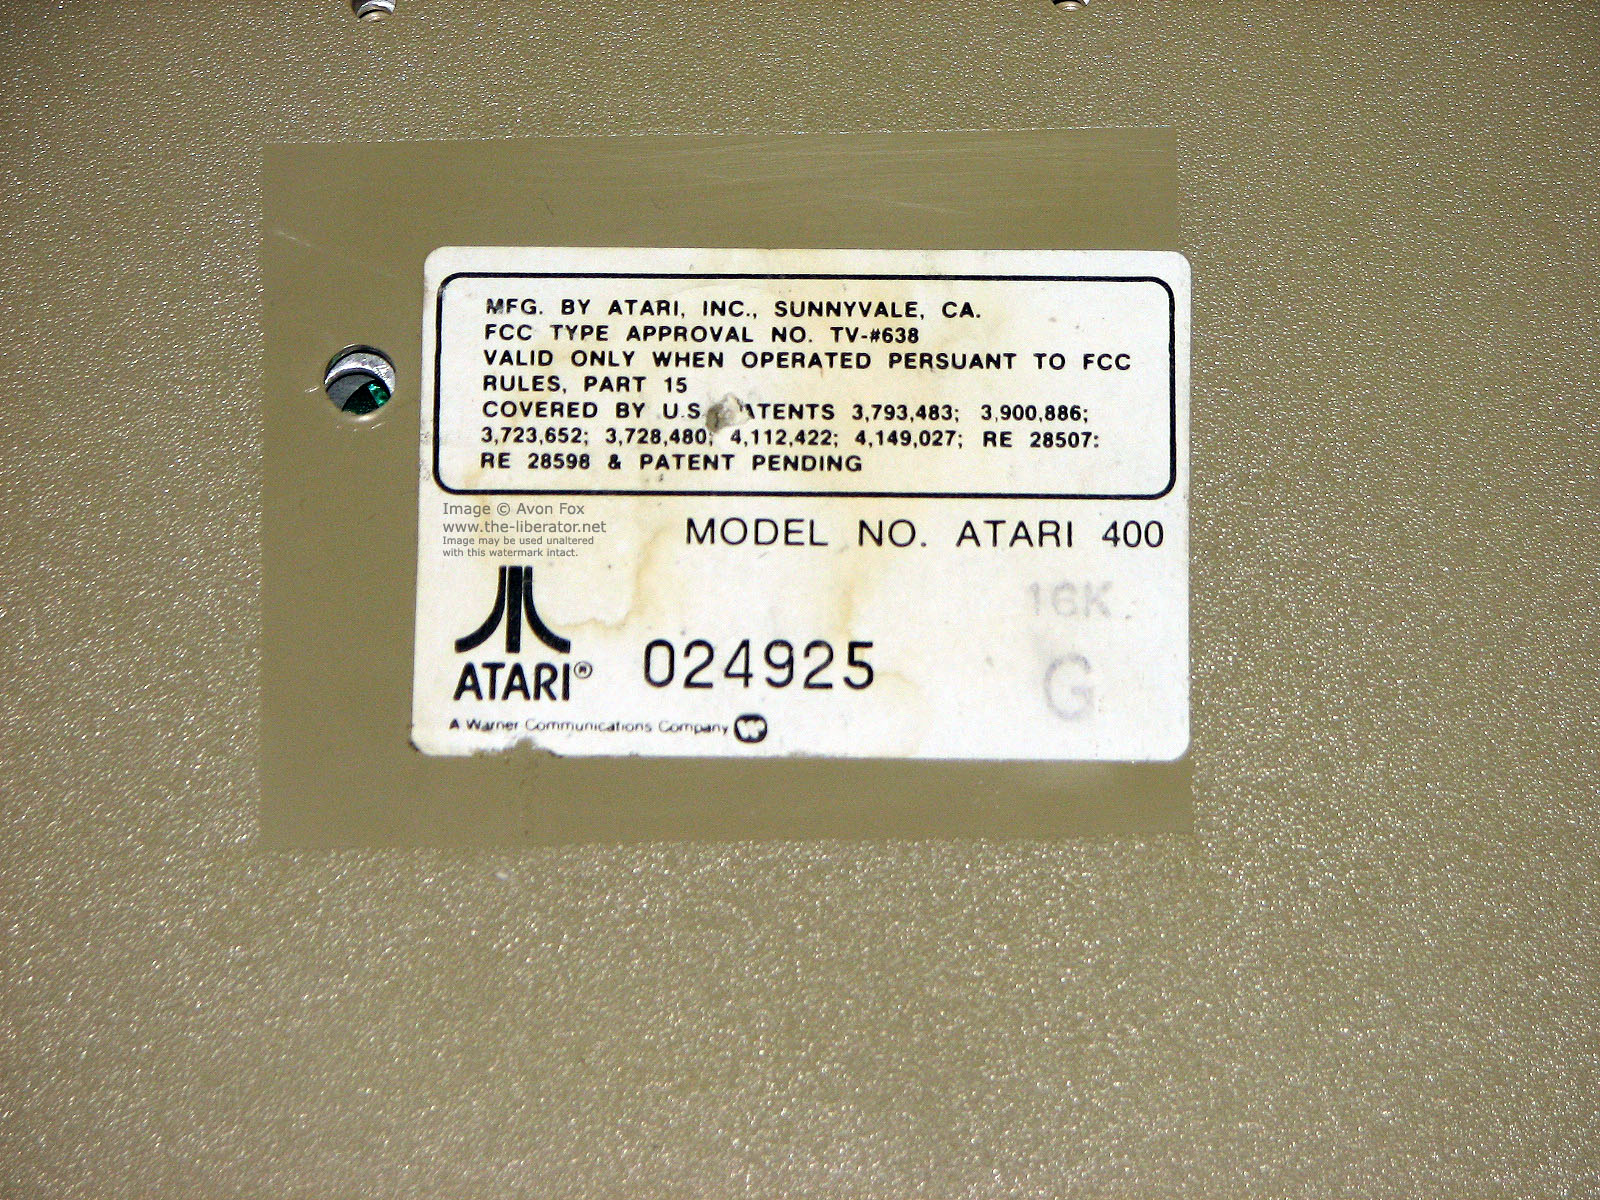 MFG. BY ATARI, INC., SUNNYVALE, CA.
FCC TYPE APPROVAL NO. TV-#638
VALID ONLY WHEN OPERATED PERSUANT TO FCC
RULES, PART 15
COVERED BY U.S. PATENTS 3,793,483; 3,900,886;
3,723,652; 3,728,480; 4,112,422; 4,149,027; RE 28507:
RE 28598 & PATENT PENDING
Image © Avon Fox
www.the-liberator.net
Image may be used unaltered
with this watermark intact.
MODEL NO. ATARI 400
16K
ATARI®
024925
G
A Warner Communications Company